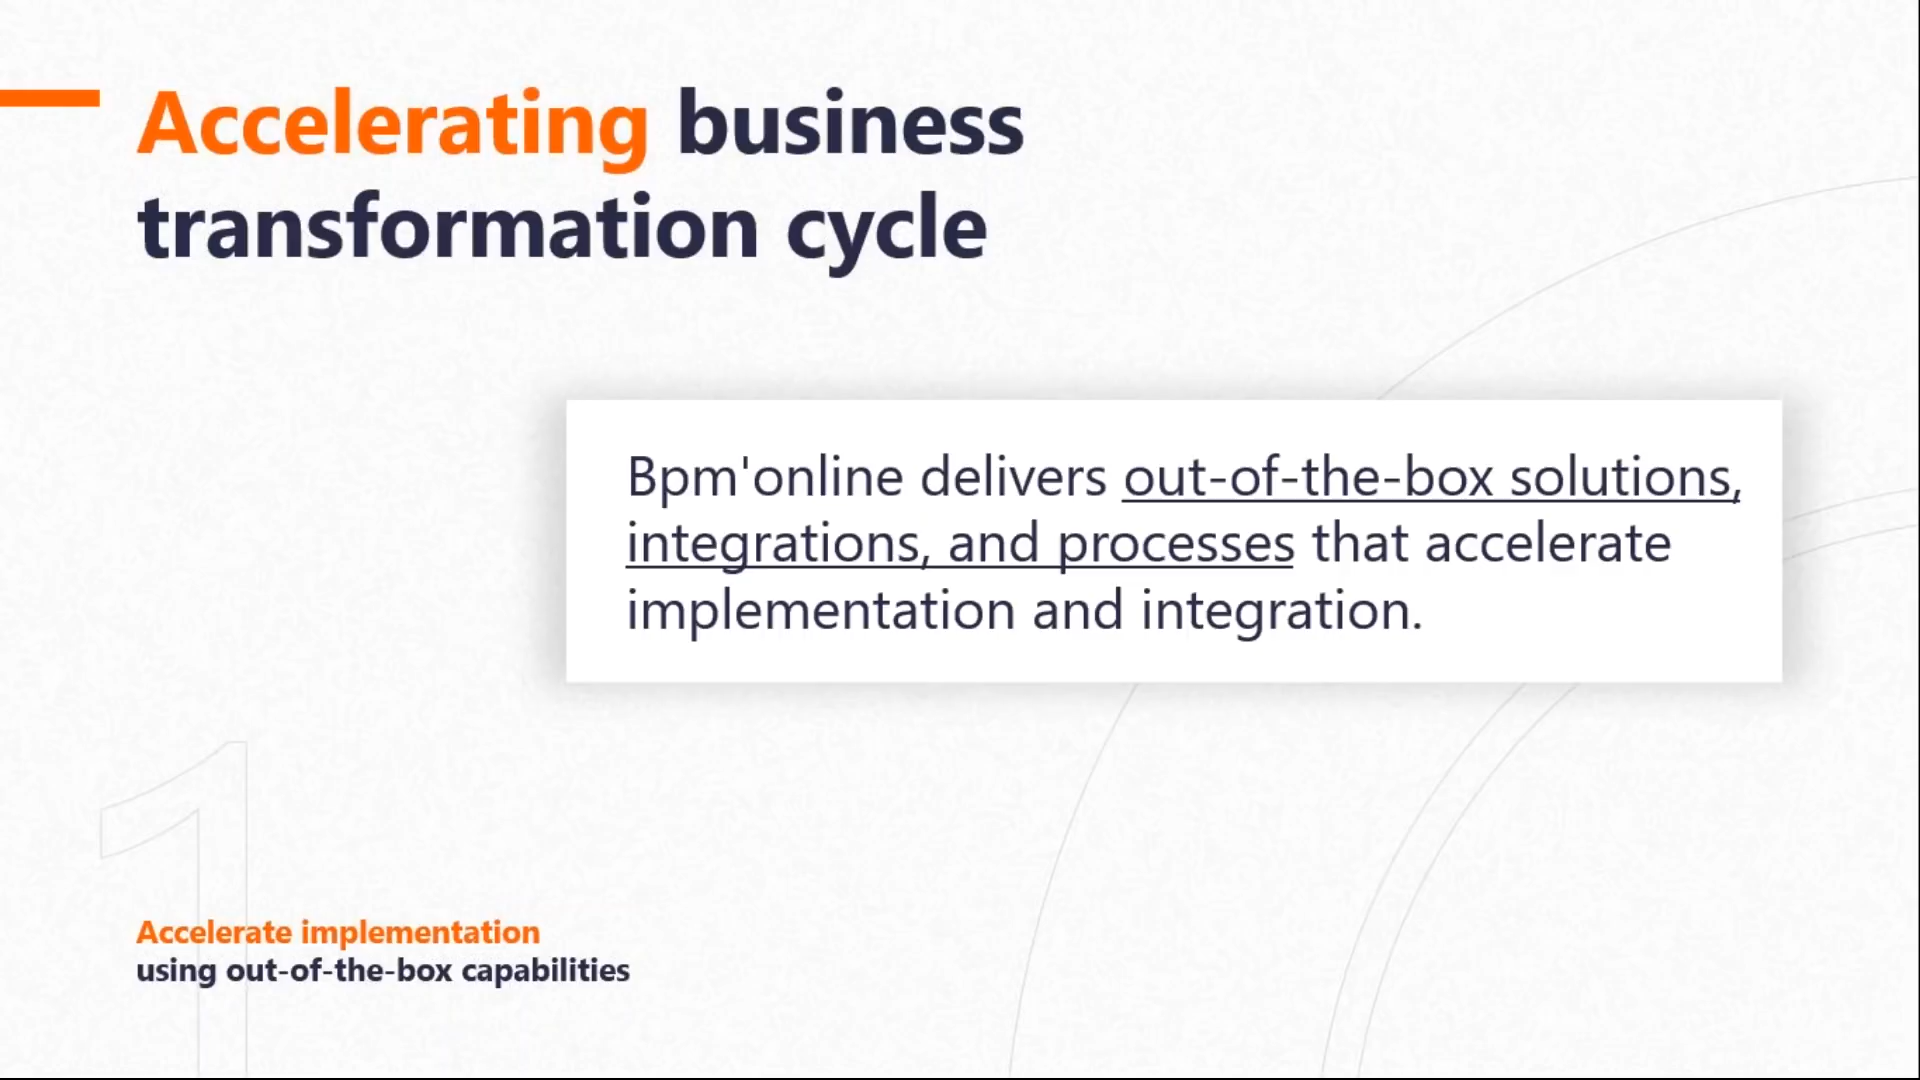 Accelerating business
transformation cycle
Bpm'online delivers out-of-the-box solutions,
integrations, and processes that accelerate
implementation and integration.
1
Accelerate implementation
using out-of-the-box capabilities